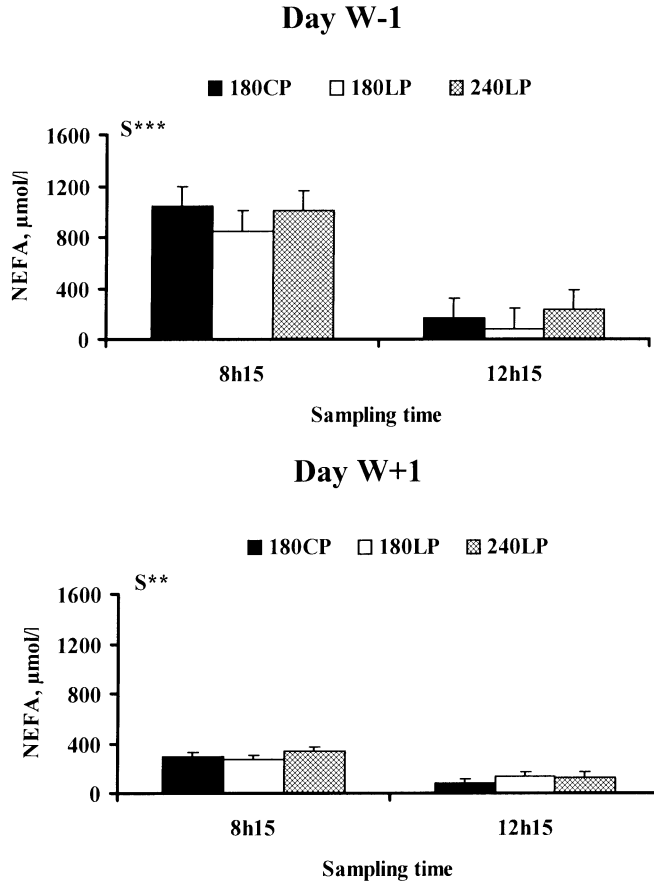 Day W-1
180CP 180LP 240LP
S***
1600
1200
800
400
0
NEFA, µmol/l
8h15 12h15
Sampling time
Day W+1
180CP 180LP 240LP
S**
1600
1200
800
400
0
NEFA, µmol/l
8h15 12h15
Sampling time